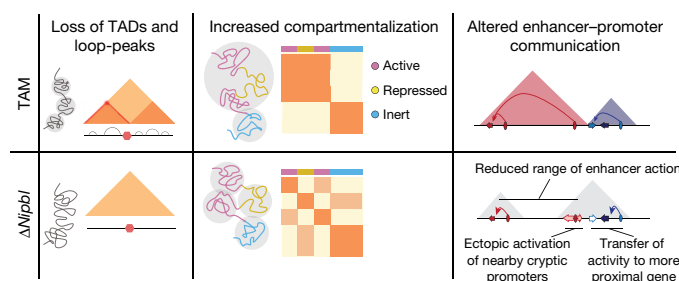 Loss of TADs and
loop-peaks
Increased compartmentalization
Altered enhancer–promoter
communication
TAM
Active
Repressed
Inert
ΔNipbl
Reduced range of enhancer action
Ectopic activation
of nearby cryptic
promoters
Transfer of
activity to more
proximal gene